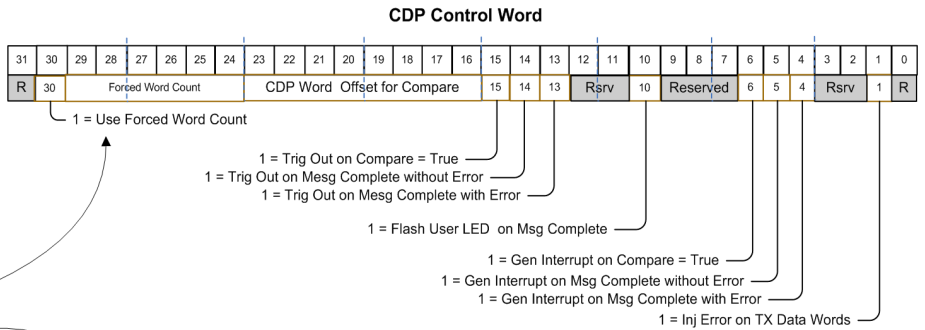 CDP Control Word
31 30 29 28 27 26 25 24 23 22 21 20 19 18 17 16 15 14 13 12 11 10 9 8 7 6 5 4 3 2 1 0
R 30 Forced Word Count CDP Word Offset for Compare 15 14 13 Rsrv 10 Reserved 6 5 4 Rsrv 1 R
1 = Use Forced Word Count
1 = Trig Out on Compare = True
1 = Trig Out on Mesg Complete without Error
1 = Trig Out on Mesg Complete with Error
1 = Flash User LED on Msg Complete
1 = Gen Interrupt on Compare = True
1 = Gen Interrupt on Msg Complete without Error
1 = Gen Interrupt on Msg Complete with Error
1 = Inj Error on TX Data Words